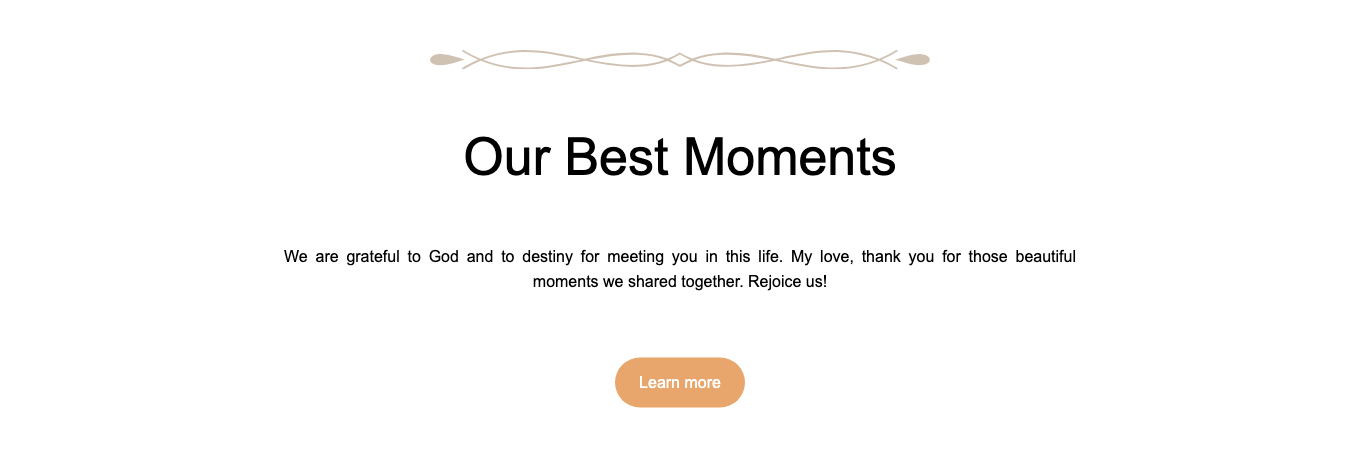 Our Best Moments
We are grateful to God and to destiny for meeting you in this life. My love, thank you for those beautiful
moments we shared together. Rejoice us!
Learn more